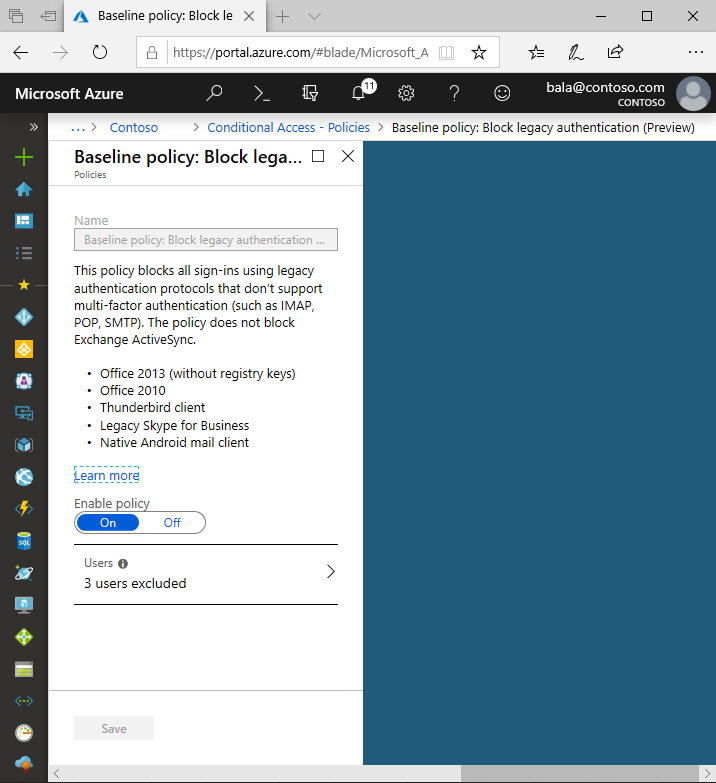 Baseline policy: Block le
https://portal.azure.com/#blade/Microsoft_A
Microsoft Azure
11
bala@contoso.com
CONTOSO
... > Contoso > Conditional Access - Policies > Baseline policy: Block legacy authentication (Preview)
Baseline policy: Block lega...
Policies
Name
Baseline policy: Block legacy authentication ...
This policy blocks all sign-ins using legacy
authentication protocols that don't support
multi-factor authentication (such as IMAP,
POP, SMTP). The policy does not block
Exchange ActiveSync.
• Office 2013 (without registry keys)
• Office 2010
• Thunderbird client
• Legacy Skype for Business
• Native Android mail client
Learn more
Enable policy
On Off
Users
3 users excluded
Save
SQL